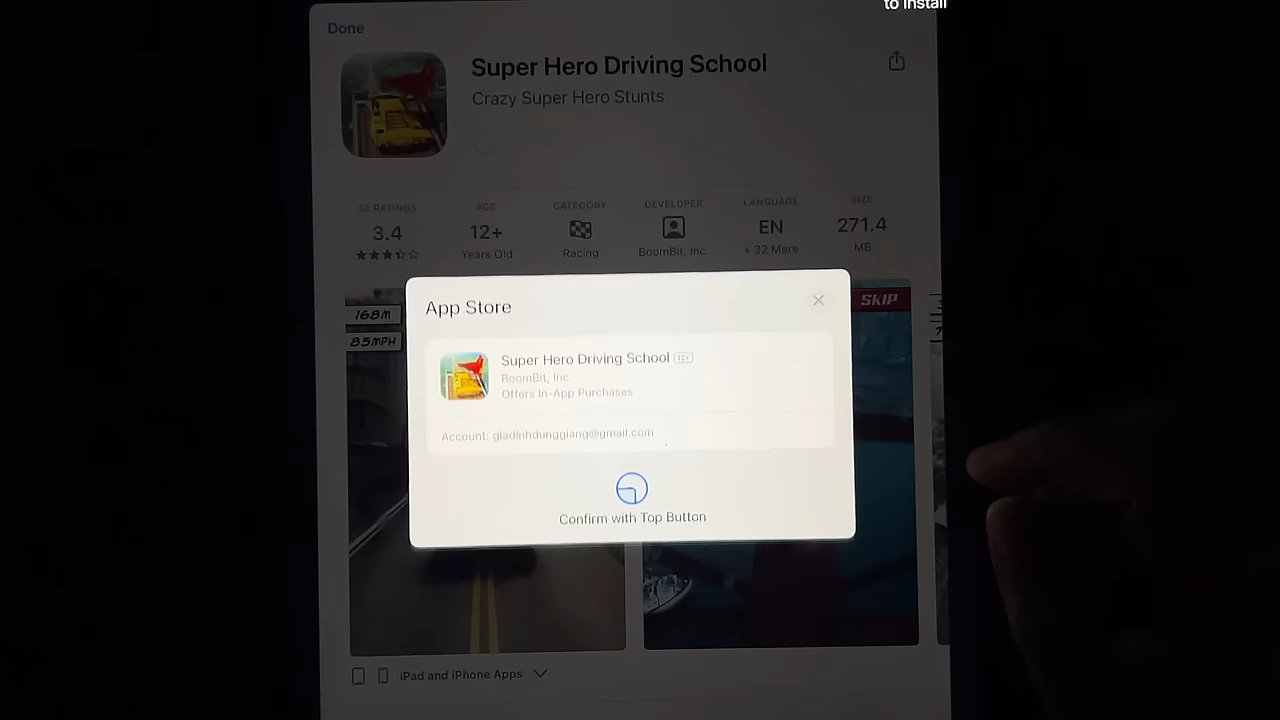 to install
Done
Super Hero Driving School
Crazy Super Hero Stunts
33 RATINGS
3.4
AGE
12+
Years Old
CATEGORY
Racing
DEVELOPER
BoomBit, Inc.
LANGUAGE
EN
+ 32 More
SIZE
271.4
MB
168M
85MPH
SKIP
App Store
Super Hero Driving School 12+
BoomBit, Inc.
Offers In-App Purchases
Account: giadinhdunggiang@gmail.com
Confirm with Top Button
iPad and iPhone Apps